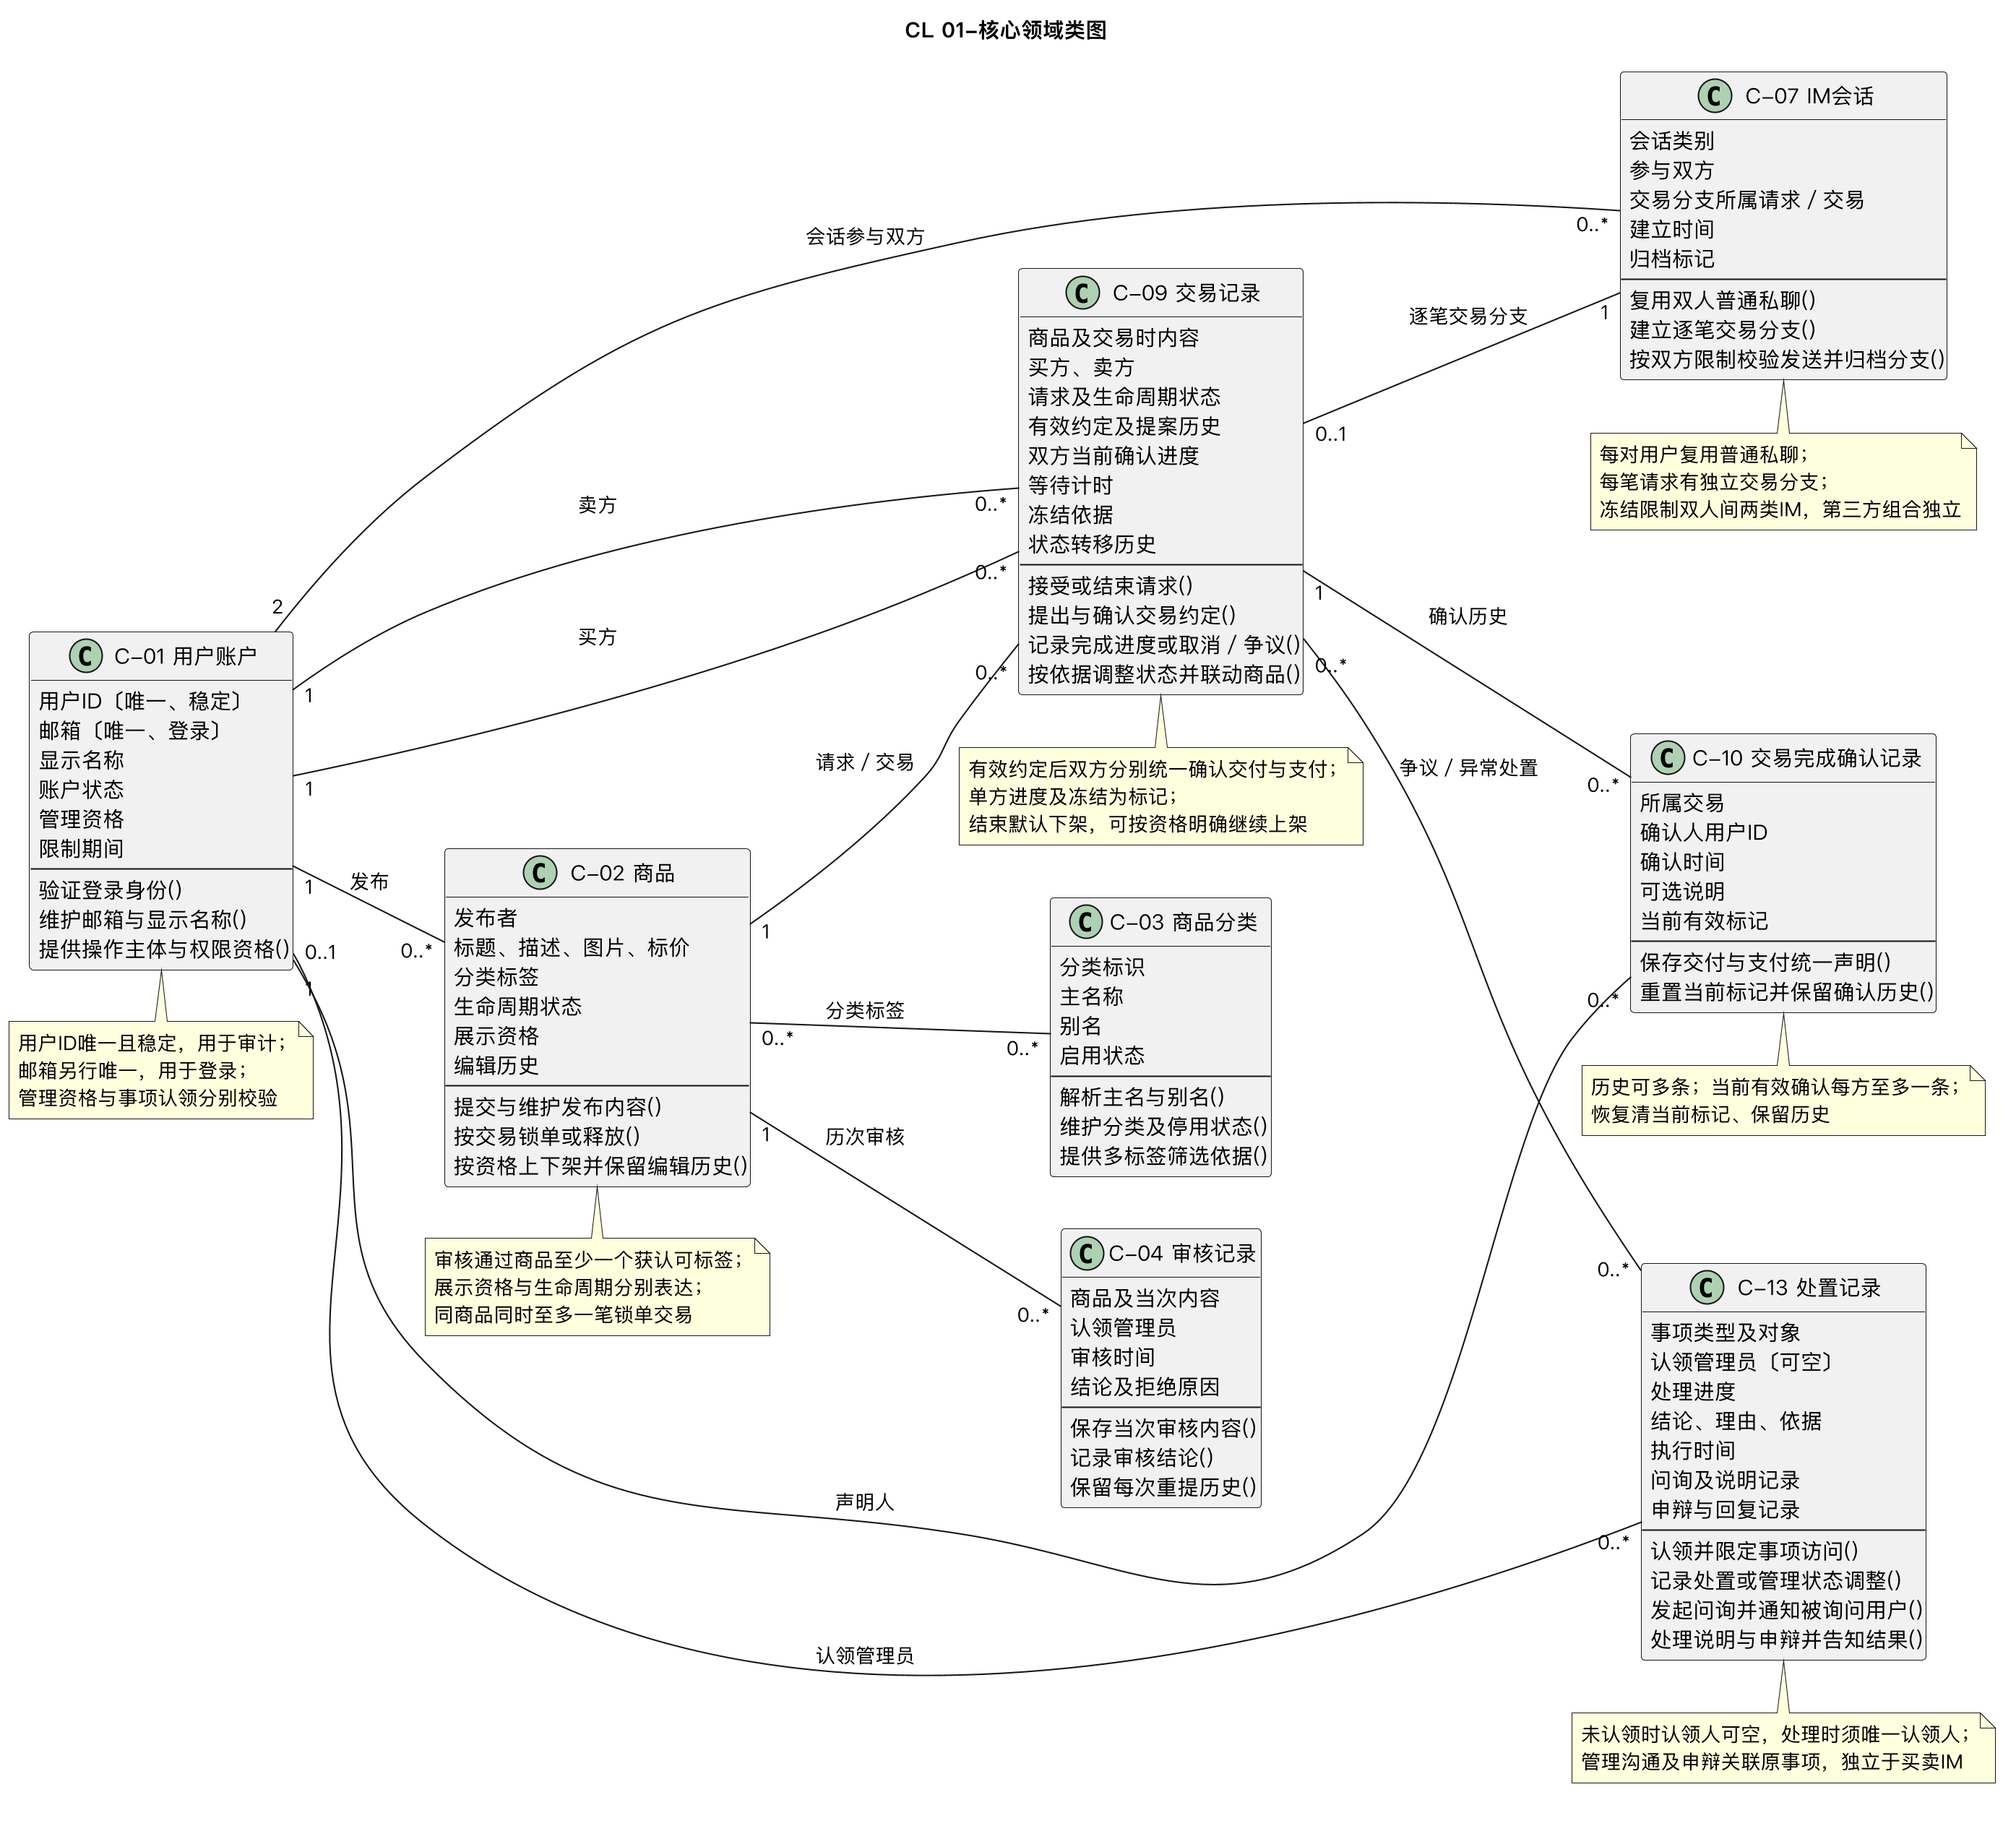 CL 01–核心领域类图
C–07 IM会话
会话类别
参与双方
交易分支所属请求 / 交易
建立时间
归档标记
复用双人普通私聊()
建立逐笔交易分支()
按双方限制校验发送并归档分支()
每对用户复用普通私聊；
每笔请求有独立交易分支；
冻结限制双人间两类IM，第三方组合独立
会话参与双方
2
0..*
C–09 交易记录
商品及交易时内容
买方、卖方
请求及生命周期状态
有效约定及提案历史
双方当前确认进度
等待计时
冻结依据
状态转移历史
接受或结束请求()
提出与确认交易约定()
记录完成进度或取消 / 争议()
按依据调整状态并联动商品()
有效约定后双方分别统一确认交付与支付；
单方进度及冻结为标记；
结束默认下架，可按资格明确继续上架
逐笔交易分支
0..1
1
卖方
1
0..*
买方
1
0..*
C–01 用户账户
用户ID〔唯一、稳定〕
邮箱〔唯一、登录〕
显示名称
账户状态
管理资格
限制期间
验证登录身份()
维护邮箱与显示名称()
提供操作主体与权限资格()
用户ID唯一且稳定，用于审计；
邮箱另行唯一，用于登录；
管理资格与事项认领分别校验
发布
1
0..*
C–02 商品
发布者
标题、描述、图片、标价
分类标签
生命周期状态
展示资格
编辑历史
提交与维护发布内容()
按交易锁单或释放()
按资格上下架并保留编辑历史()
审核通过商品至少一个获认可标签；
展示资格与生命周期分别表达；
同商品同时至多一笔锁单交易
请求 / 交易
1
0..*
分类标签
0..*
0..*
C–03 商品分类
分类标识
主名称
别名
启用状态
解析主名与别名()
维护分类及停用状态()
提供多标签筛选依据()
历次审核
1
0..*
C–04 审核记录
商品及当次内容
认领管理员
审核时间
结论及拒绝原因
保存当次审核内容()
记录审核结论()
保留每次重提历史()
确认历史
1
0..*
C–10 交易完成确认记录
所属交易
确认人用户ID
确认时间
可选说明
当前有效标记
保存交付与支付统一声明()
重置当前标记并保留确认历史()
历史可多条；当前有效确认每方至多一条；
恢复清当前标记、保留历史
争议 / 异常处置
0..*
0..*
C–13 处置记录
事项类型及对象
认领管理员〔可空〕
处理进度
结论、理由、依据
执行时间
问询及说明记录
申辩与回复记录
认领并限定事项访问()
记录处置或管理状态调整()
发起问询并通知被询问用户()
处理说明与申辩并告知结果()
未认领时认领人可空，处理时须唯一认领人；
管理沟通及申辩关联原事项，独立于买卖IM
声明人
1
0..*
认领管理员
0..1
0..*